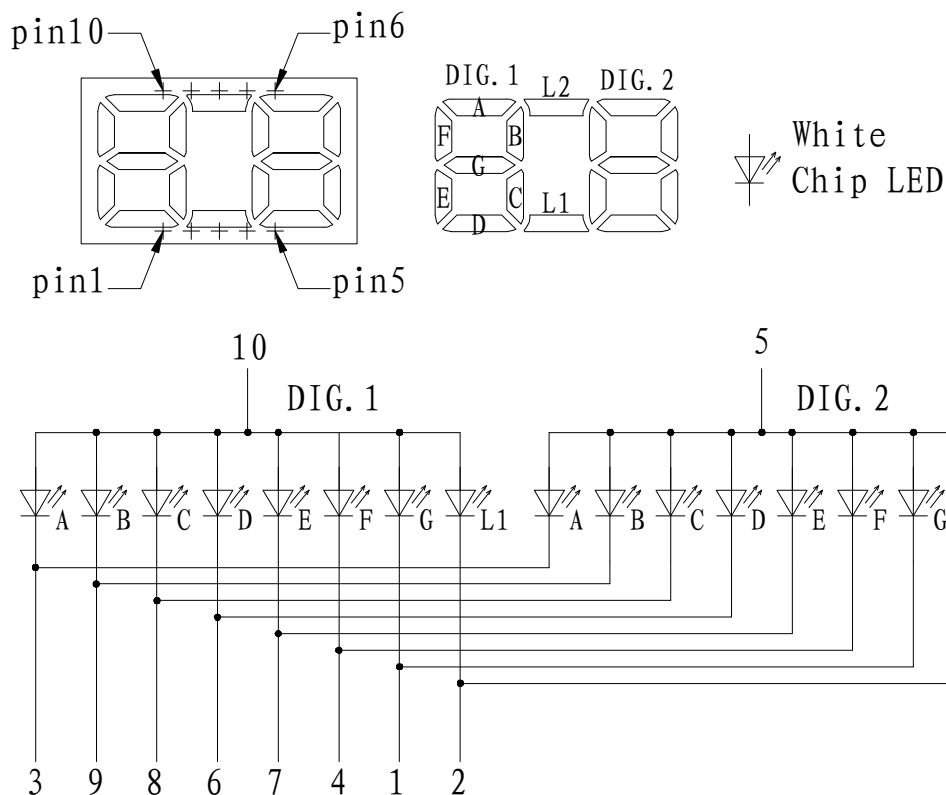 pin10
pin6
pin1
pin5
DIG. 1
L2
DIG. 2
A
F
B
G
E
C
L1
D
White
Chip LED
10
5
DIG. 1
DIG. 2
A B C D E F G L1 A B C D E F G
3 9 8 6 7 4 1 2